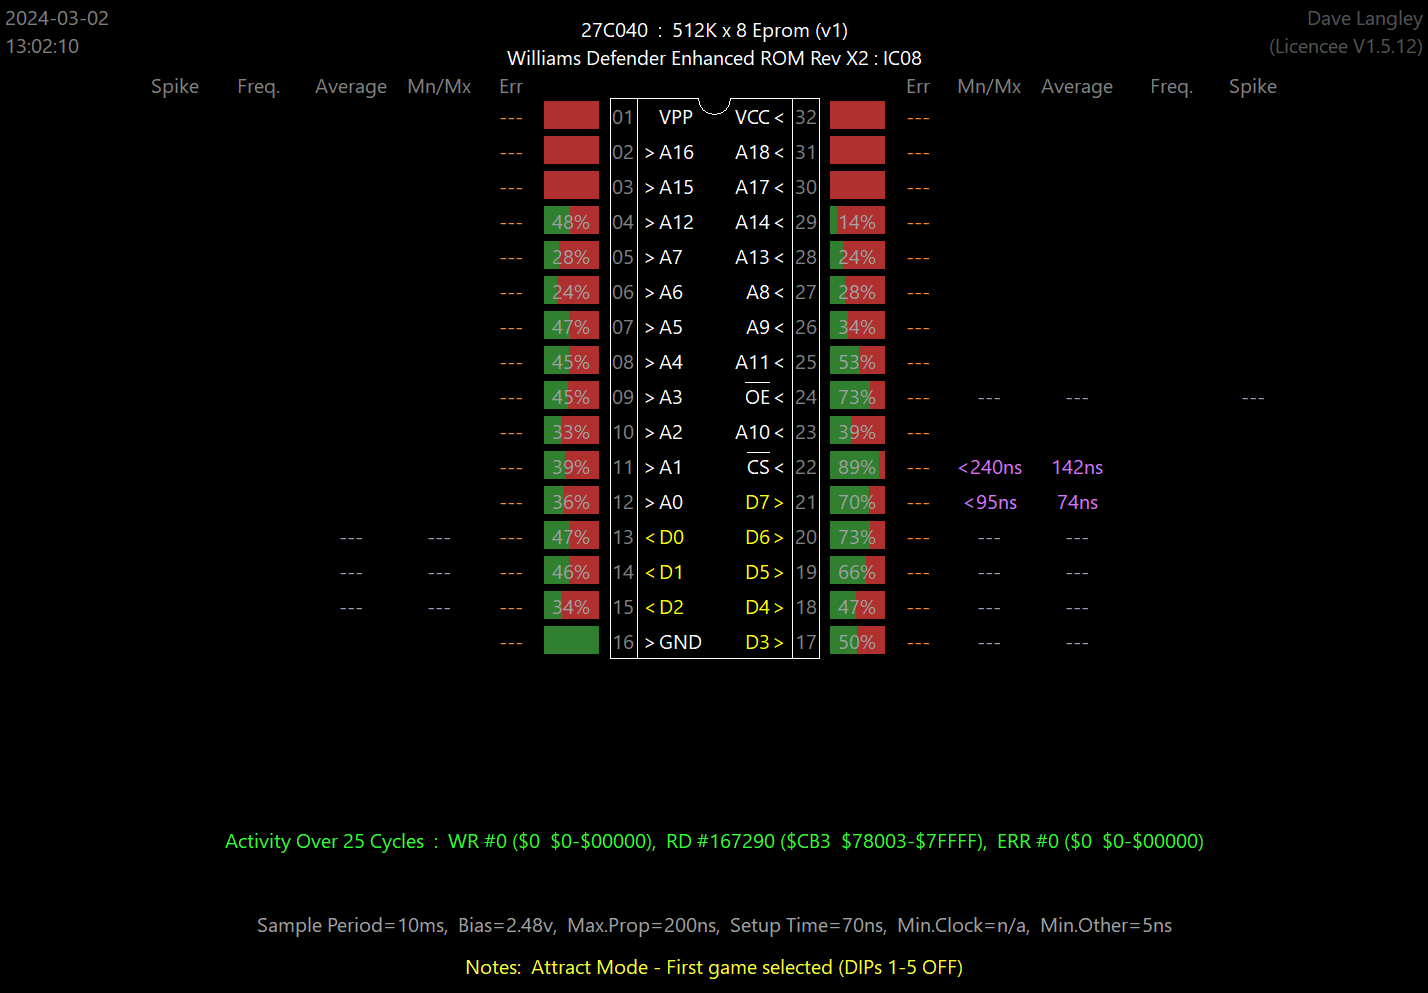 2024-03-02
13:02:10
27C040 : 512K x 8 Eprom (v1)
Williams Defender Enhanced ROM Rev X2 : IC08
Dave Langley
(Licencee V1.5.12)
Spike Freq. Average Mn/Mx Err Err Mn/Mx Average Freq. Spike
--- 01 VPP VCC < 32 ---
--- 02 > A16 A18 < 31 ---
--- 03 > A15 A17 < 30 ---
--- 48% 04 > A12 A14 < 29 14% ---
--- 28% 05 > A7 A13 < 28 24% ---
--- 24% 06 > A6 A8 < 27 28% ---
--- 47% 07 > A5 A9 < 26 34% ---
--- 45% 08 > A4 A11 < 25 53% ---
--- 45% 09 > A3 OE < 24 73% --- --- --- ---
--- 33% 10 > A2 A10 < 23 39% ---
--- 39% 11 > A1 CS < 22 89% --- <240ns 142ns
--- 36% 12 > A0 D7 > 21 70% --- <95ns 74ns
--- --- --- 47% 13 < D0 D6 > 20 73% --- --- ---
--- --- --- 46% 14 < D1 D5 > 19 66% --- --- ---
--- --- --- 34% 15 < D2 D4 > 18 47% --- --- ---
--- 16 > GND D3 > 17 50% --- --- ---
Activity Over 25 Cycles : WR #0 ($0 $0-$00000), RD #167290 ($CB3 $78003-$7FFFF), ERR #0 ($0 $0-$00000)
Sample Period=10ms, Bias=2.48v, Max.Prop=200ns, Setup Time=70ns, Min.Clock=n/a, Min.Other=5ns
Notes: Attract Mode - First game selected (DIPs 1-5 OFF)